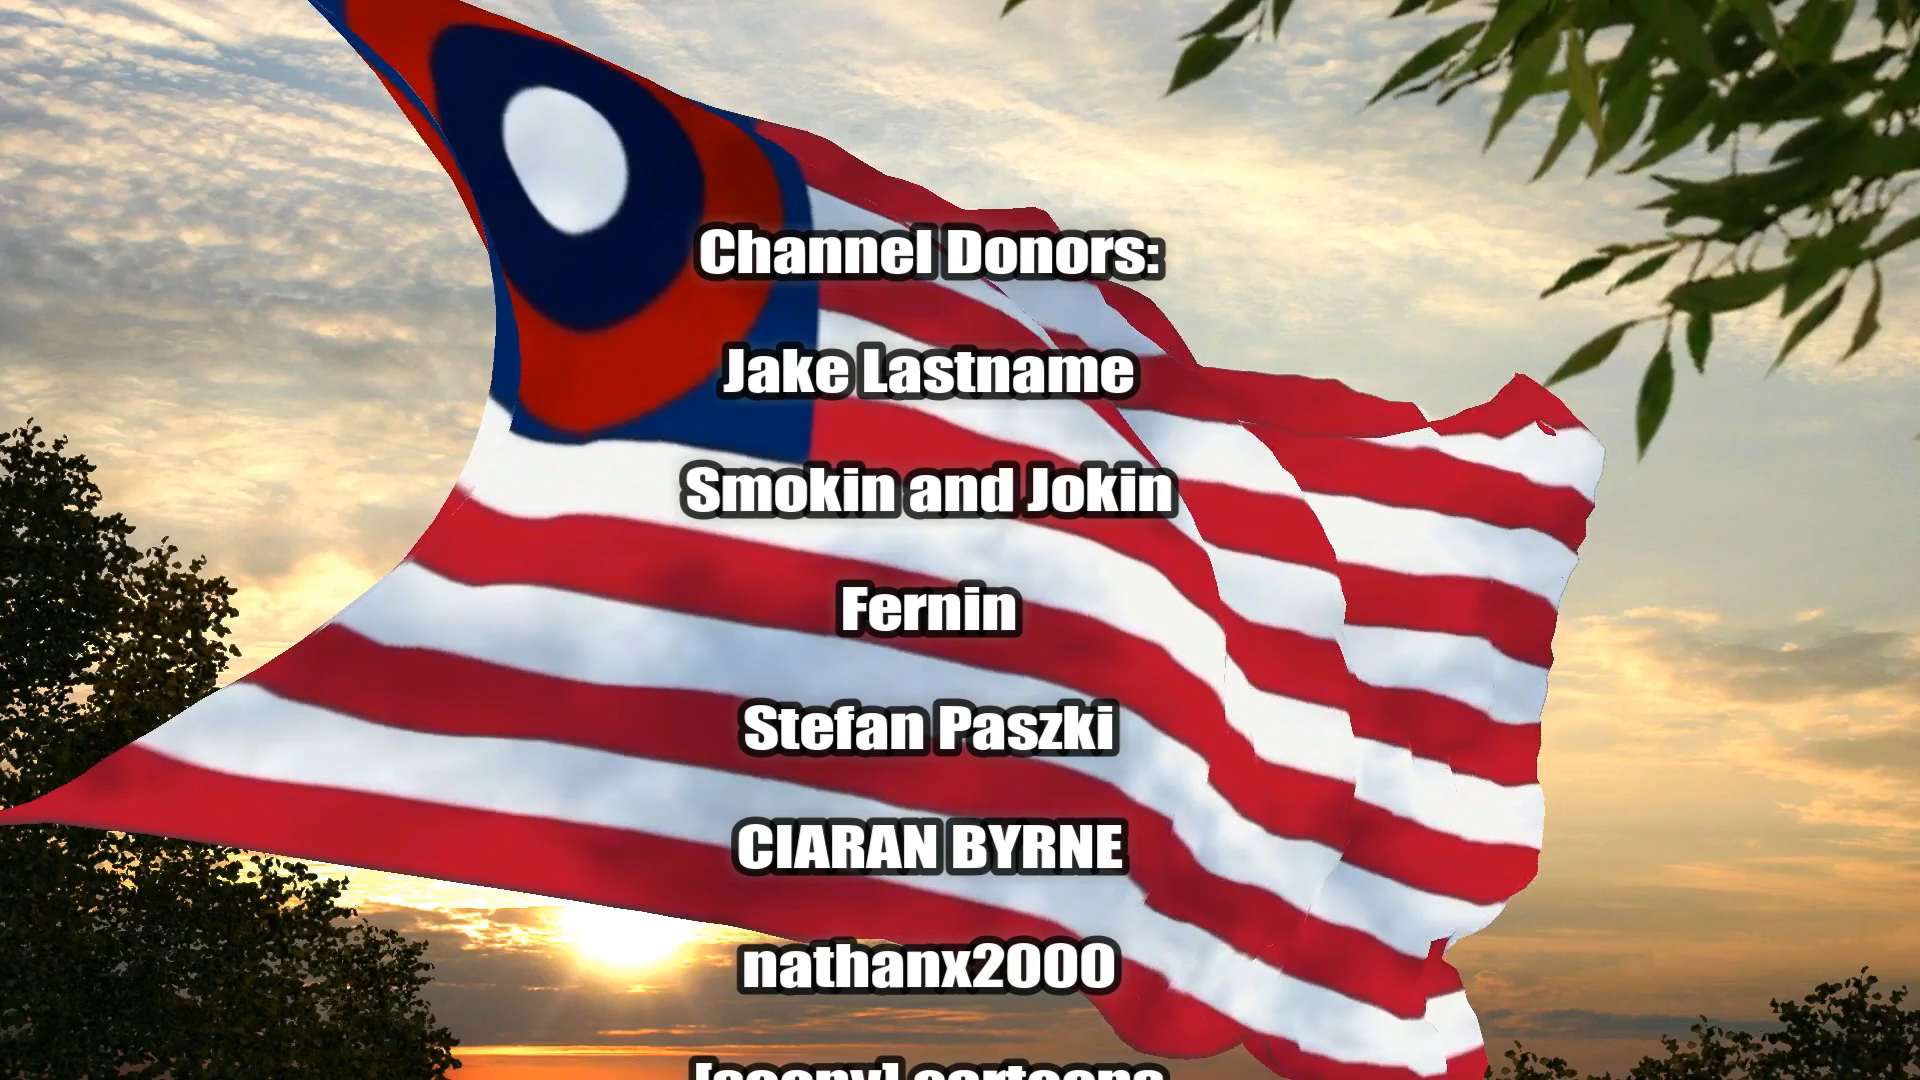 Channel Donors:
Jake Lastname
Smokin and Jokin
Fernin
Stefan Paszki
CIARAN BYRNE
nathanx2000